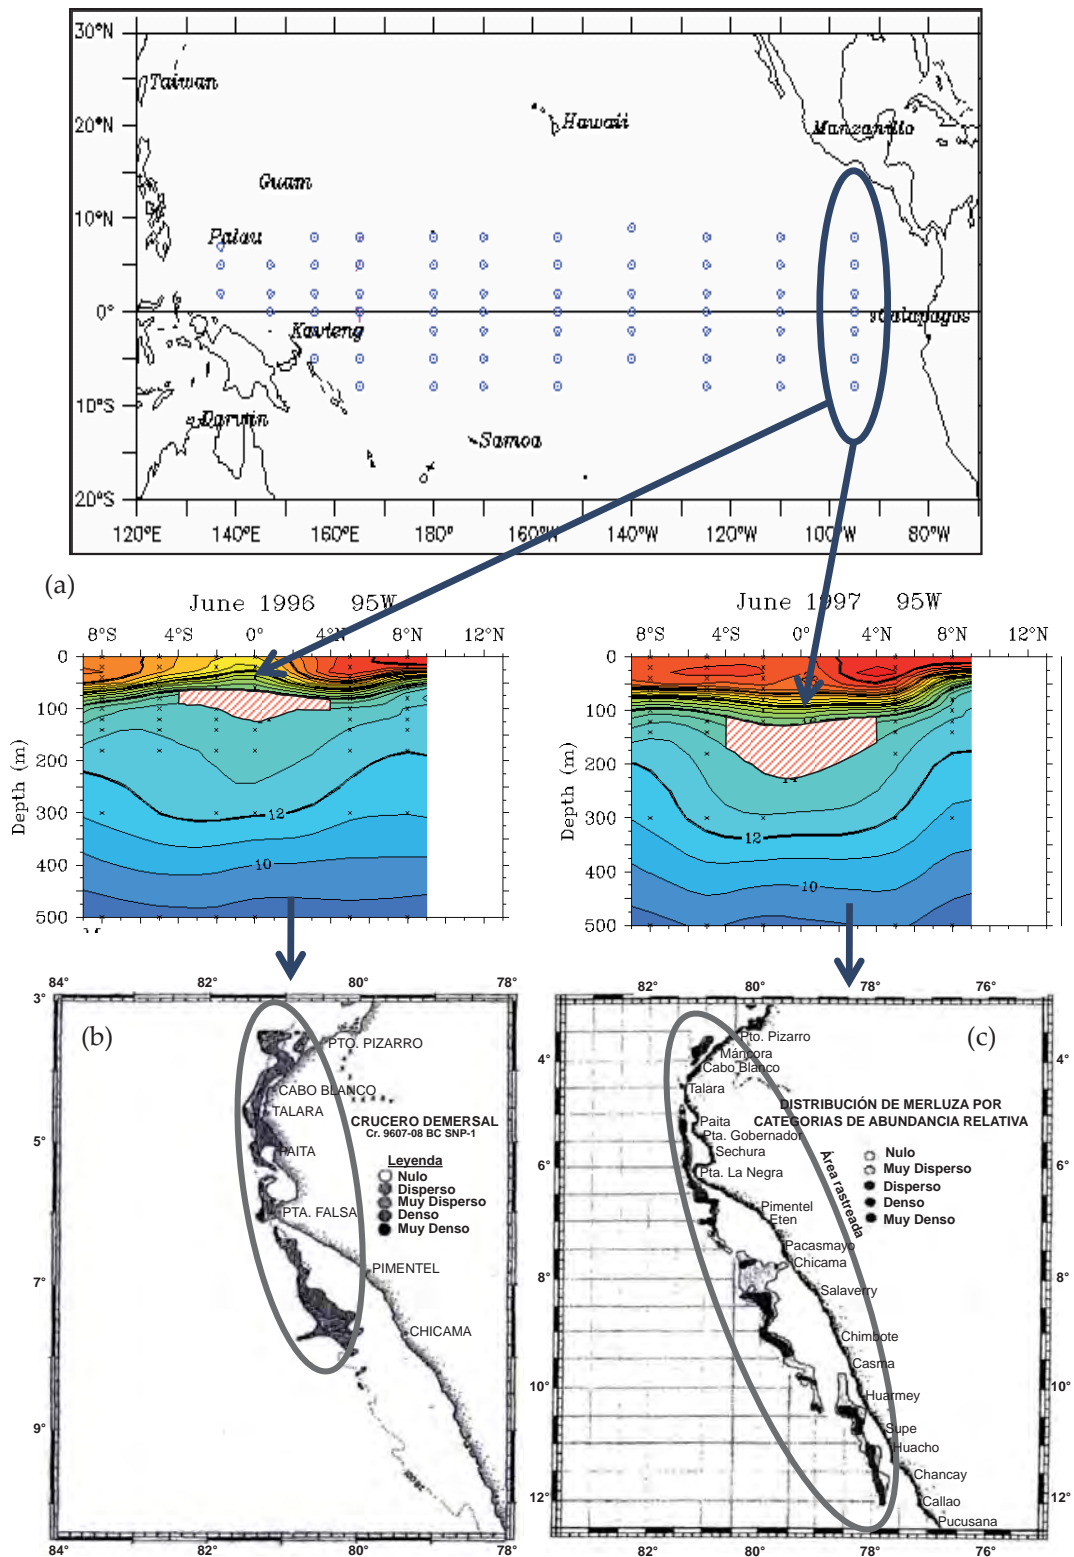 30°N
20°N
10°N
0°
10°S
20°S
Taiwan
Hawaii
Manzanillo
Guam
Palau
Kavieng
Galapagos
Darwin
Samoa
120°E 140°E 160°E 180° 160°W 140°W 120°W 100°W 80°W
(a)
June 1996 95W
8°S 4°S 0° 4°N 8°N 12°N
0
100
200
300
400
500
Depth (m)
12
10
June 1997 95W
8°S 4°S 0° 4°N 8°N 12°N
0
100
200
300
400
500
Depth (m)
14
12
10
84° 82° 80° 78°
3°
5°
7°
9°
(b)
PTO. PIZARRO
CABO BLANCO
TALARA
CRUCERO DEMERSAL
Cr. 9607-08 BC SNP-1
PAITA
Leyenda
Nulo
Disperso
Muy Disperso
Denso
Muy Denso
PTA. FALSA
PIMENTEL
CHICAMA
84° 82° 80° 78°
82° 80° 78° 76°
4°
6°
8°
10°
12°
(c)
Pto. Pizarro
Máncora
Cabo Blanco
Talara
DISTRIBUCIÓN DE MERLUZA POR
CATEGORIAS DE ABUNDANCIA RELATIVA
Paita
Pta. Gobernador
Sechura
Pta. La Negra
Nulo
Muy Disperso
Disperso
Denso
Muy Denso
Área rastreada
Pimentel
Eten
Pacasmayo
Chicama
Salaverry
Chimbote
Casma
Huarmey
Supe
Huacho
Chancay
Callao
Pucusana
4°
6°
8°
10°
12°
82° 80° 78° 76°